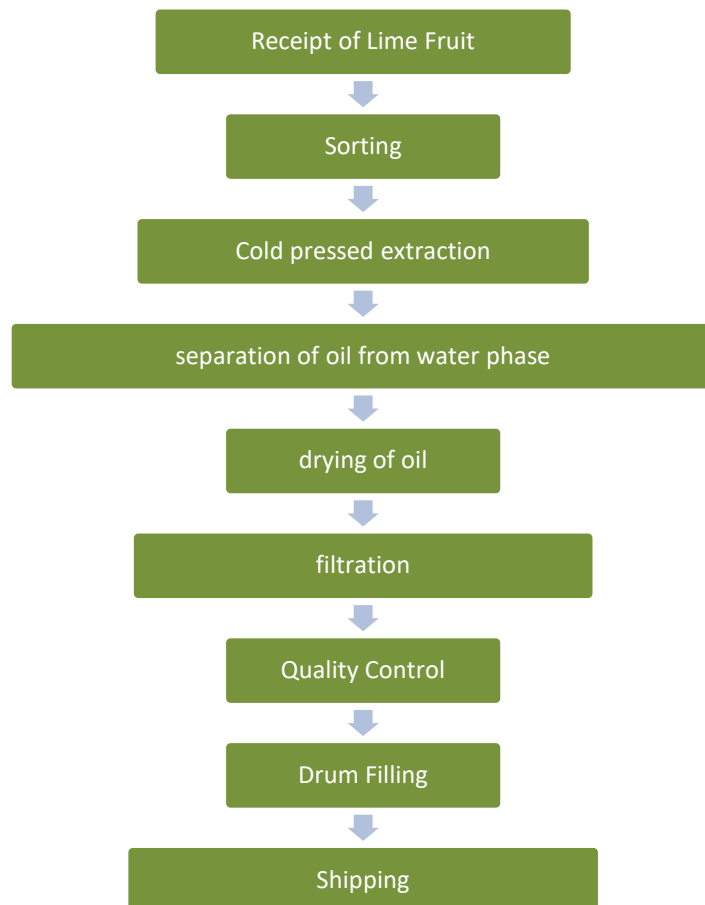 Receipt of Lime Fruit
Sorting
Cold pressed extraction
separation of oil from water phase
drying of oil
filtration
Quality Control
Drum Filling
Shipping